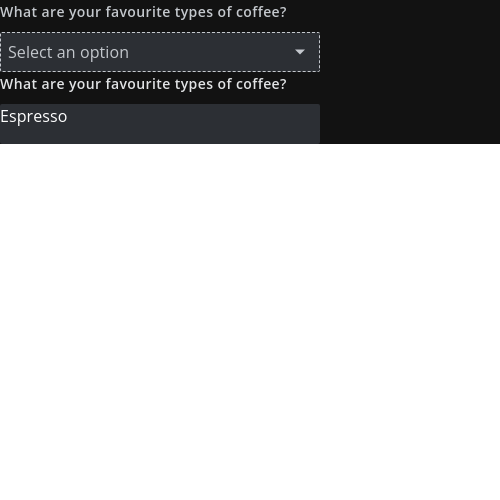 What are your favourite types of coffee?
Select an option
What are your favourite types of coffee?
Espresso